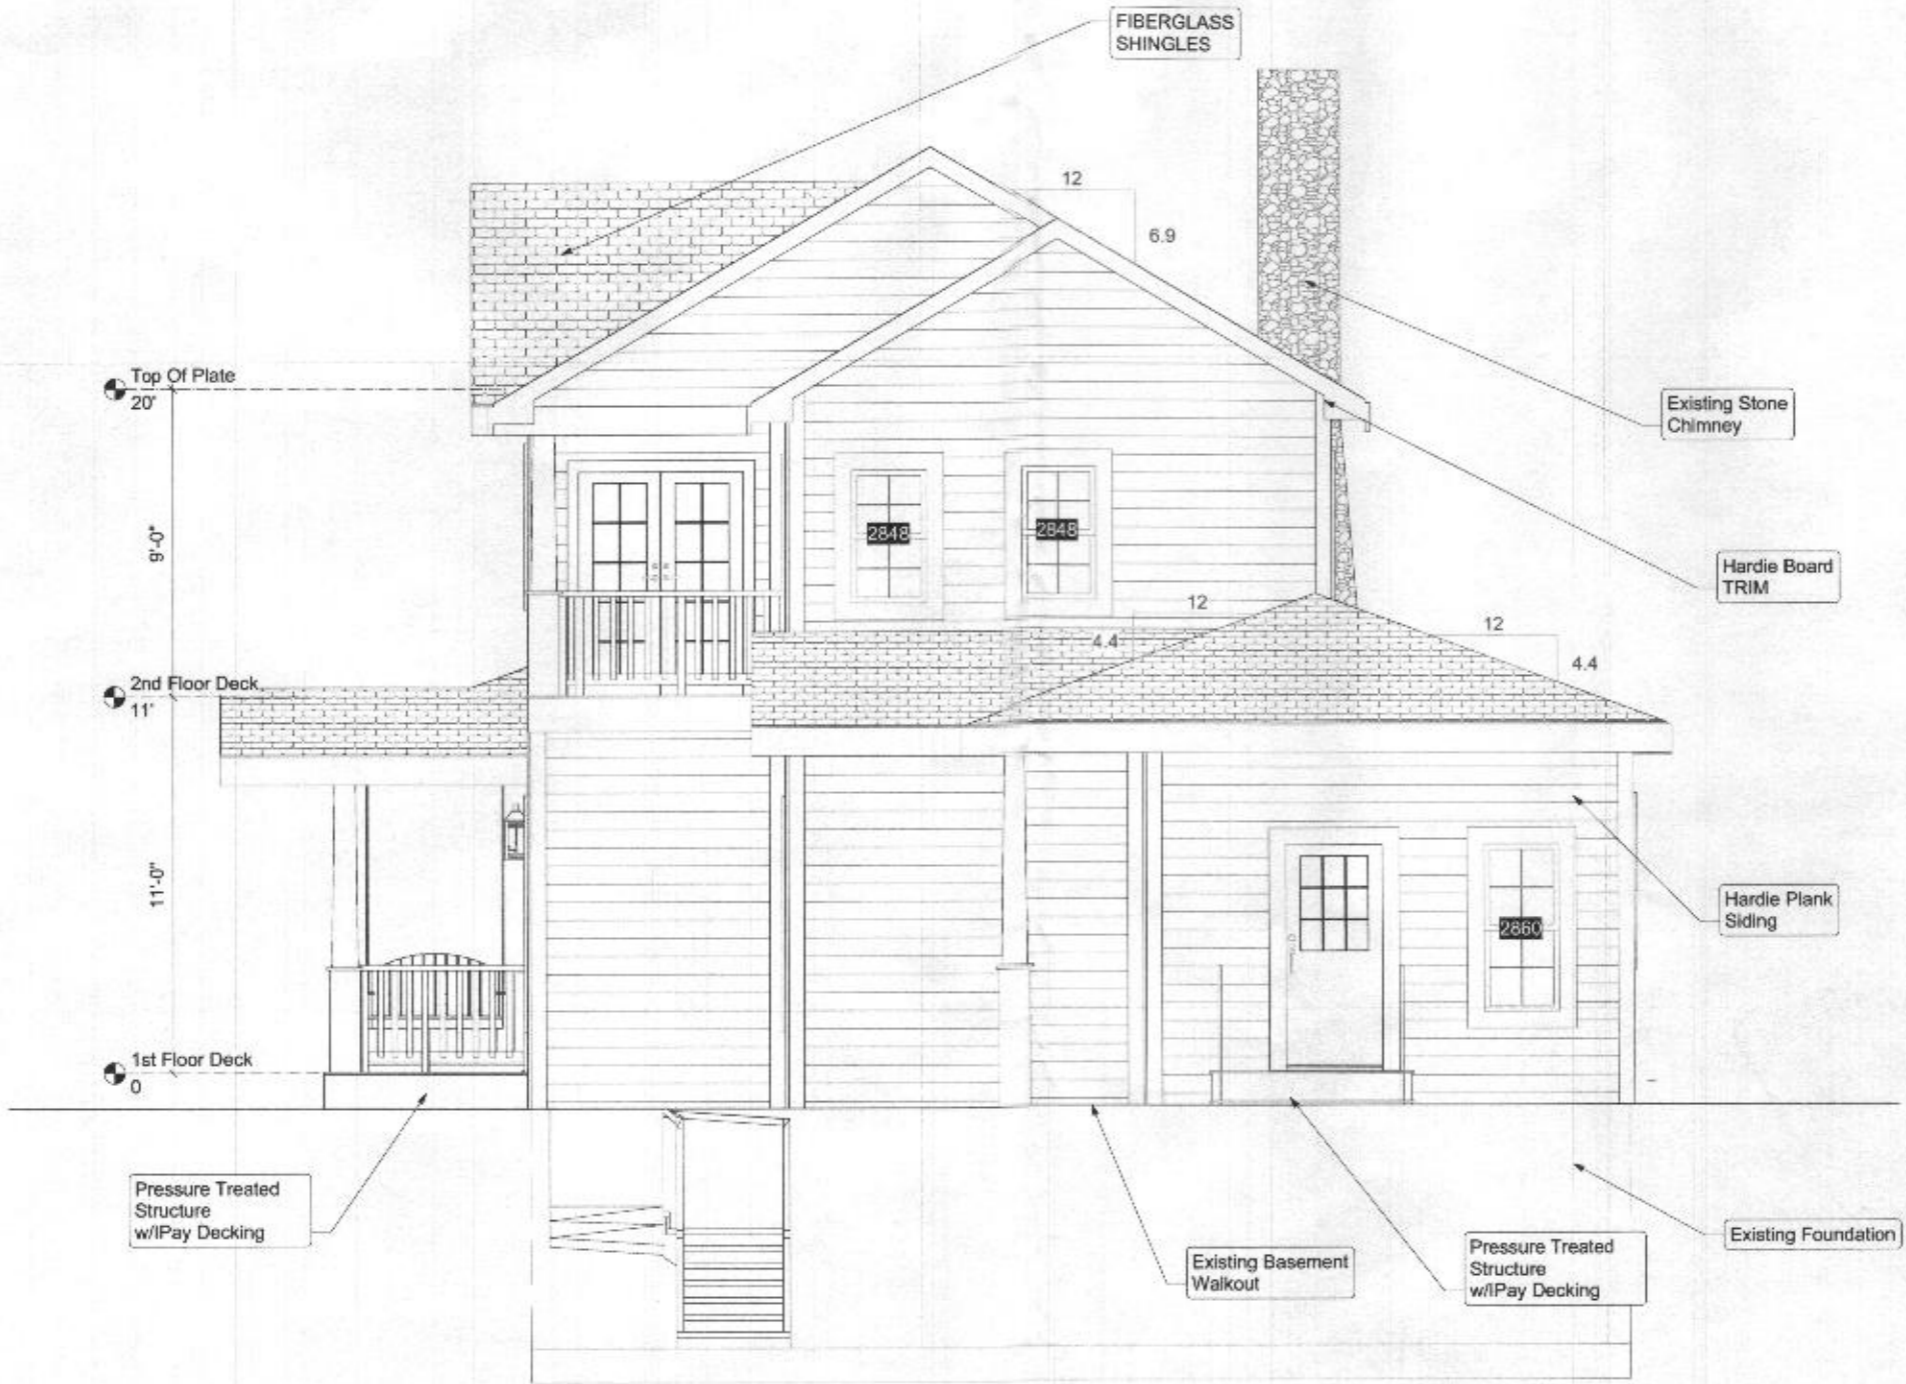 FIBERGLASS
SHINGLES
12
6.9
Top Of Plate
20'
Existing Stone
Chimney
9'-0"
2848
2848
Hardie Board
TRIM
12
4.4
12
4.4
2nd Floor Deck
11'
11'-0"
Hardie Plank
Siding
2860
1st Floor Deck
0
Pressure Treated
Structure
w/IPay Decking
Existing Basement
Walkout
Pressure Treated
Structure
w/IPay Decking
Existing Foundation